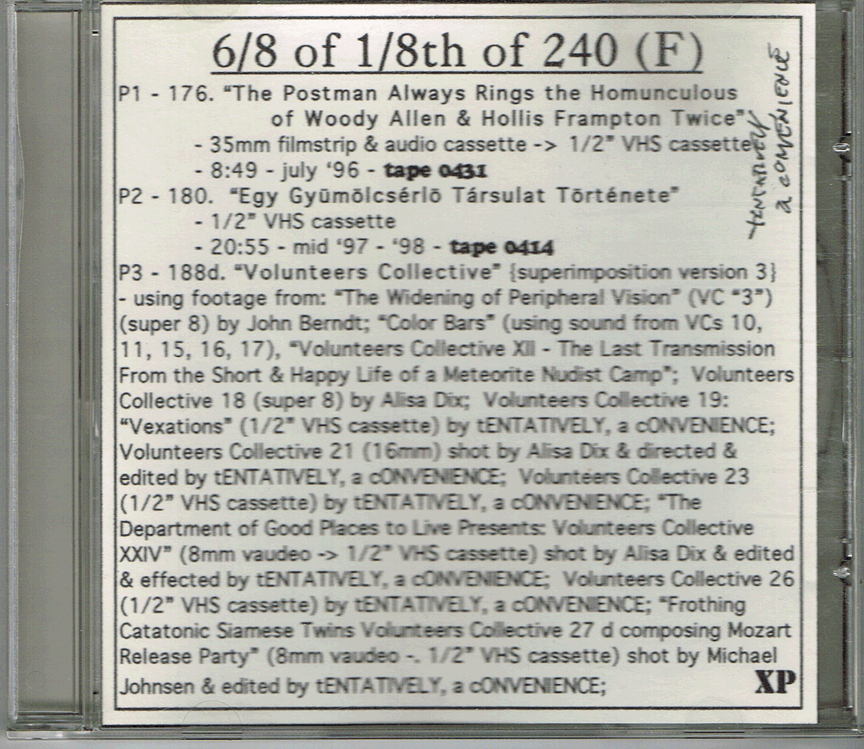 6/8 of 1/8th of 240 (F)
P1 - 176. "The Postman Always Rings the Homunculous
of Woody Allen & Hollis Frampton Twice"
- 35mm filmstrip & audio cassette -> 1/2" VHS cassette
- 8:49 - july '96 - tape 0431
P2 - 180. "Egy Gyümölcsérlö Társulat Története"
- 1/2" VHS cassette
- 20:55 - mid '97 - '98 - tape 0414
P3 - 188d. "Volunteers Collective" {superimposition version 3}
- using footage from: "The Widening of Peripheral Vision" (VC "3")
(super 8) by John Berndt; "Color Bars" (using sound from VCs 10,
11, 15, 16, 17), "Volunteers Collective XII - The Last Transmission
From the Short & Happy Life of a Meteorite Nudist Camp"; Volunteers
Collective 18 (super 8) by Alisa Dix; Volunteers Collective 19:
"Vexations" (1/2" VHS cassette) by tENTATIVELY, a cONVENIENCE;
Volunteers Collective 21 (16mm) shot by Alisa Dix & directed &
edited by tENTATIVELY, a cONVENIENCE; Volunteers Collective 23
(1/2" VHS cassette) by tENTATIVELY, a cONVENIENCE; "The
Department of Good Places to Live Presents: Volunteers Collective
XXIV" (8mm vaudeo -> 1/2" VHS cassette) shot by Alisa Dix & edited
& effected by tENTATIVELY, a cONVENIENCE; Volunteers Collective 26
(1/2" VHS cassette) by tENTATIVELY, a cONVENIENCE; "Frothing
Catatonic Siamese Twins Volunteers Collective 27 d composing Mozart
Release Party" (8mm vaudeo -. 1/2" VHS cassette) shot by Michael
Johnsen & edited by tENTATIVELY, a cONVENIENCE;
XP
tENTATIVELY
a cONVENIENCE